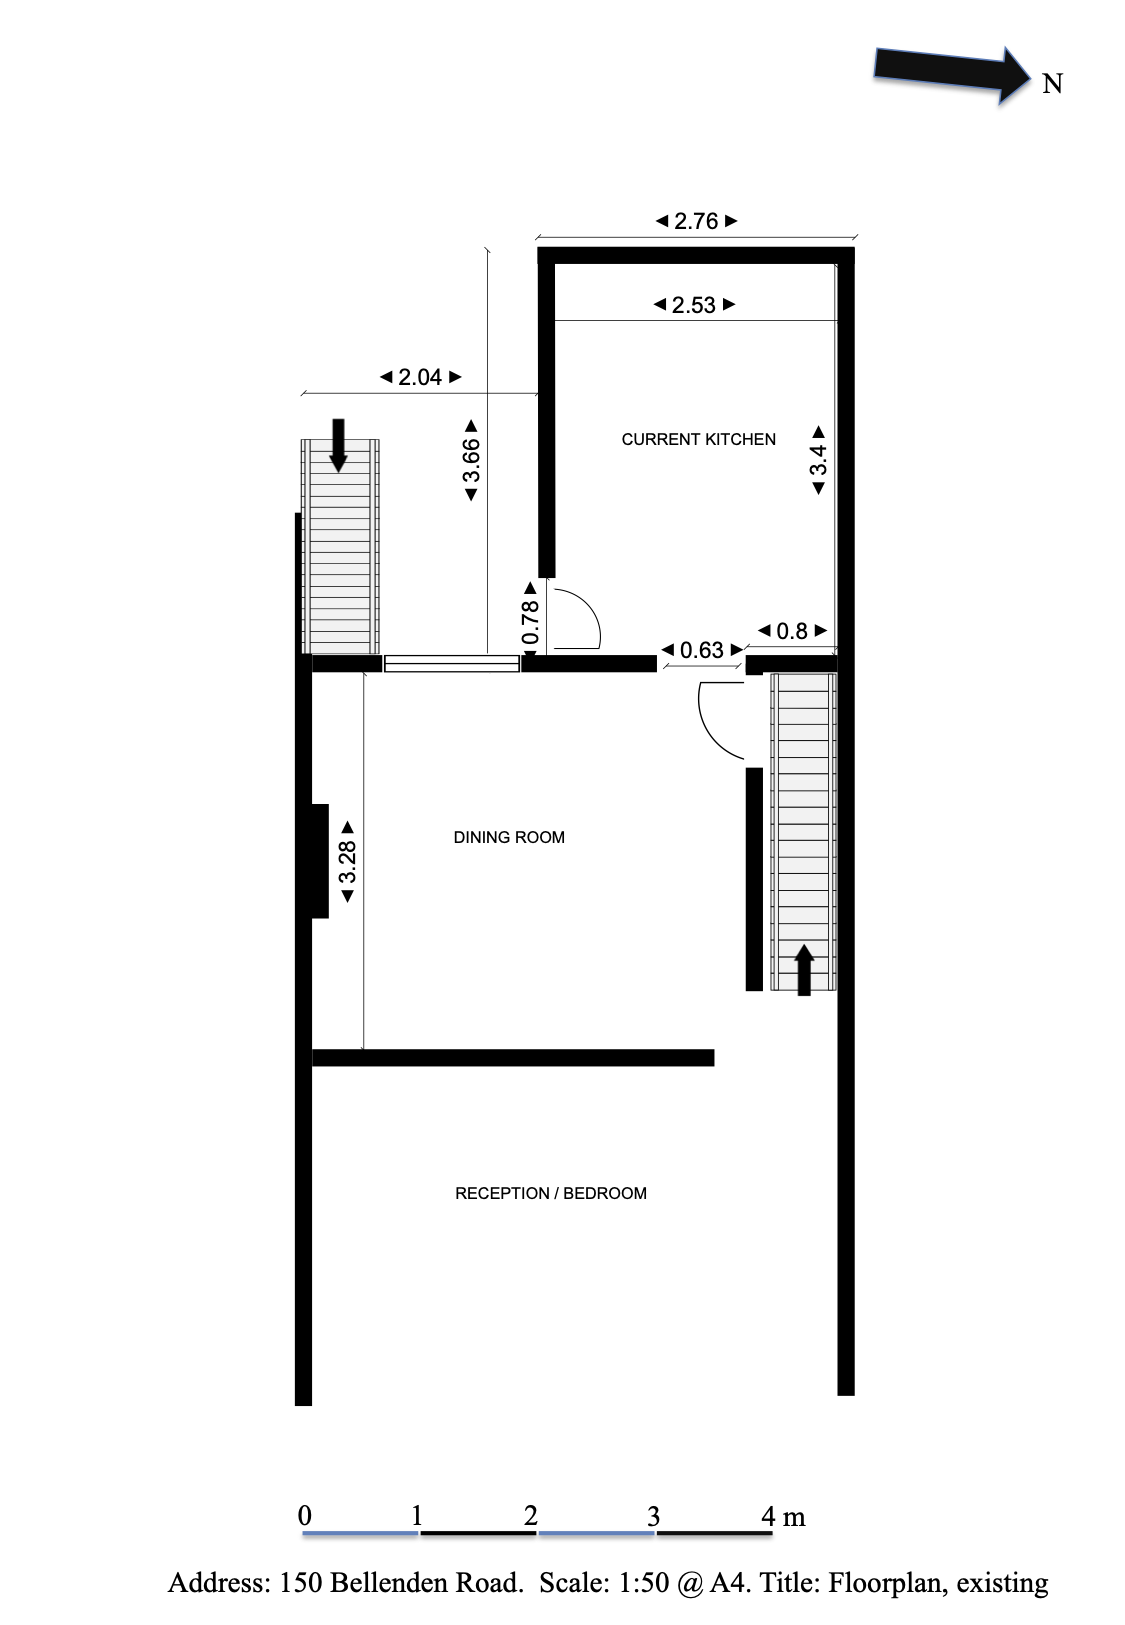 N
◄ 2.76 ►
◄ 2.53 ►
◄ 2.04 ►
CURRENT KITCHEN
◄ 3.66 ►
◄ 3.4 ►
◄ 0.78 ►
◄ 0.8 ►
◄ 0.63 ►
DINING ROOM
◄ 3.28 ►
RECEPTION / BEDROOM
0 1 2 3 4 m
Address: 150 Bellenden Road. Scale: 1:50 @ A4. Title: Floorplan, existing